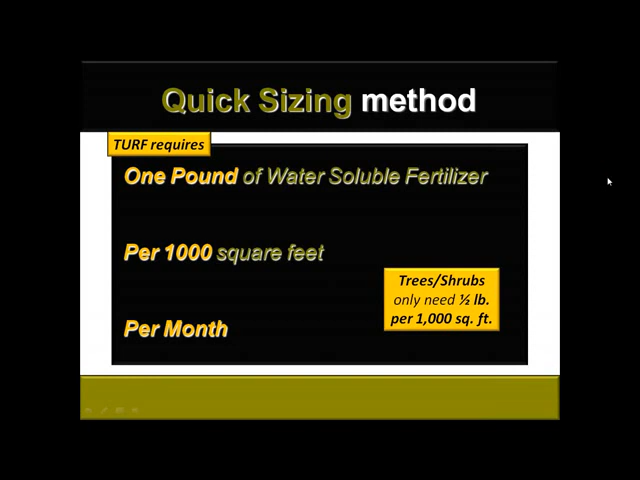 Quick Sizing method
TURF requires
One Pound of Water Soluble Fertilizer
Per 1000 square feet
Trees/Shrubs
only need ½ lb.
per 1,000 sq. ft.
Per Month